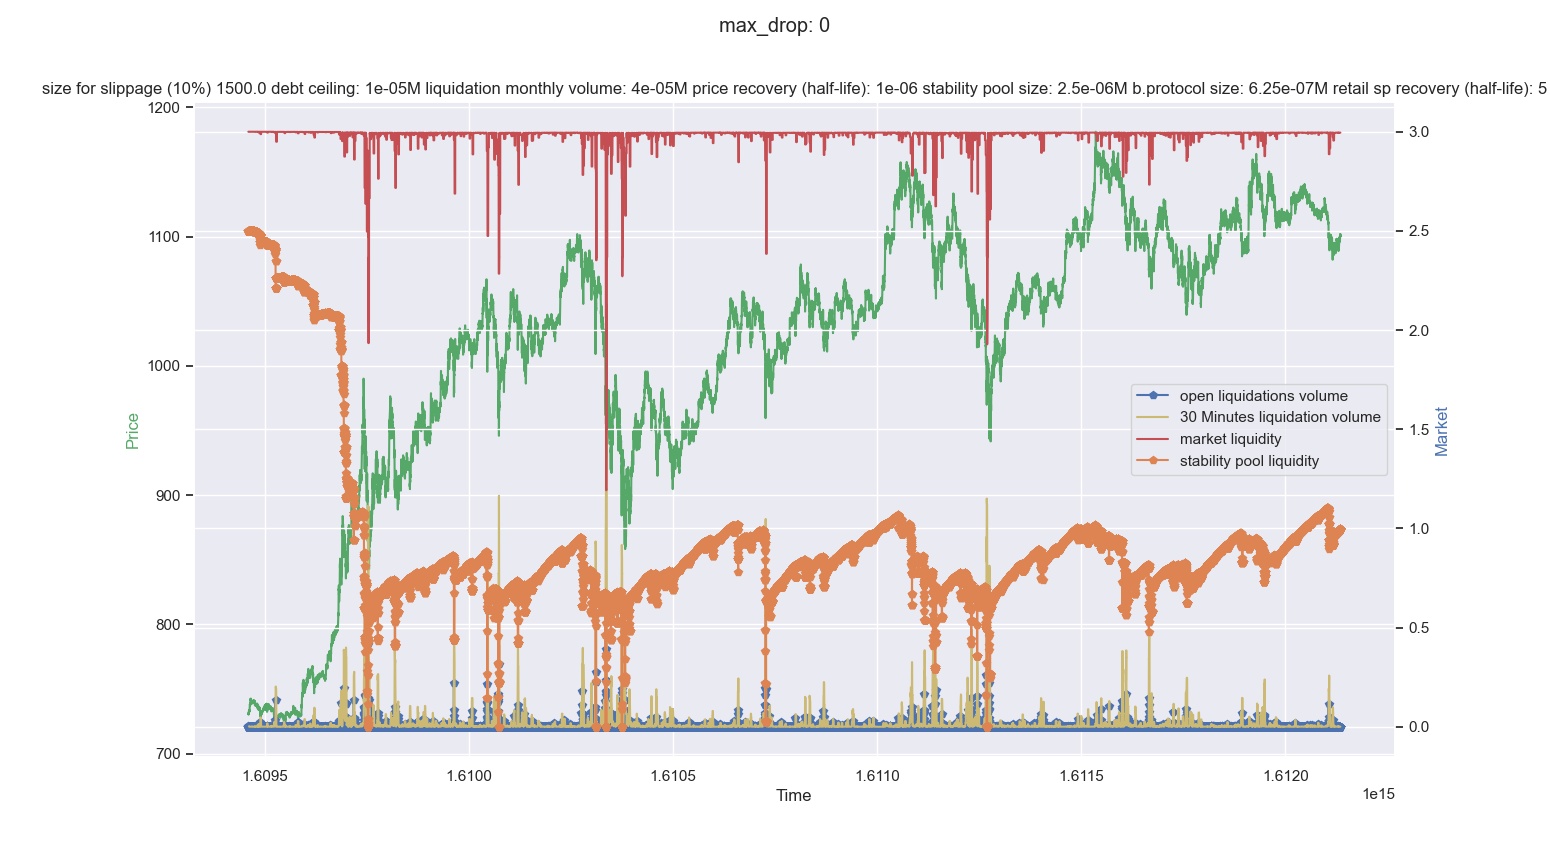 max_drop: 0
size for slippage (10%) 1500.0 debt ceiling: 1e-05M liquidation monthly volume: 4e-05M price recovery (half-life): 1e-06 stability pool size: 2.5e-06M b.protocol size: 6.25e-07M retail sp recovery (half-life): 5
1200
1100
1000
900
800
700
Price
3.0
2.5
2.0
1.5
1.0
0.5
0.0
Market
open liquidations volume
30 Minutes liquidation volume
market liquidity
stability pool liquidity
1.6095 1.6100 1.6105 1.6110 1.6115 1.6120
Time
1e15